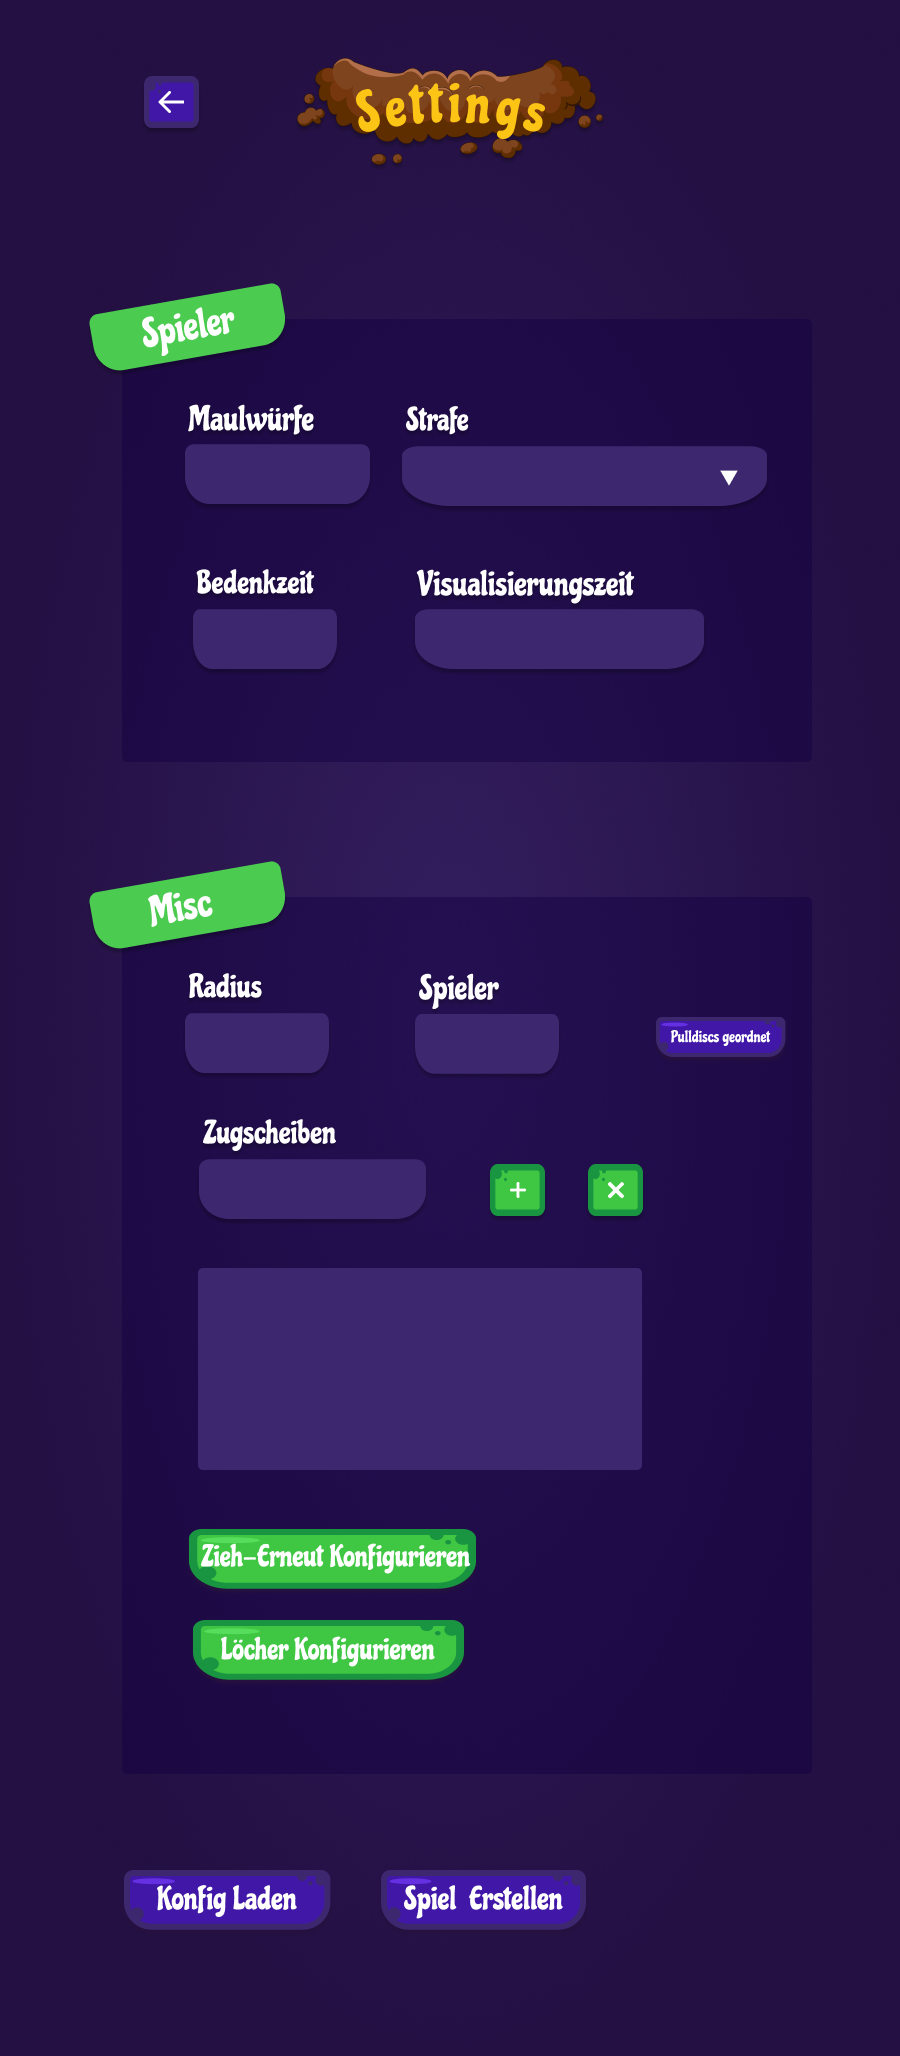 Settings
Spieler
Maulwürfe
Strafe
Bedenkzeit
Visualisierungszeit
Misc
Radius
Spieler
Pulldiscs geordnet
Zugscheiben
Zieh-Erneut Konfigurieren
Löcher Konfigurieren
Konfig Laden
Spiel Erstellen